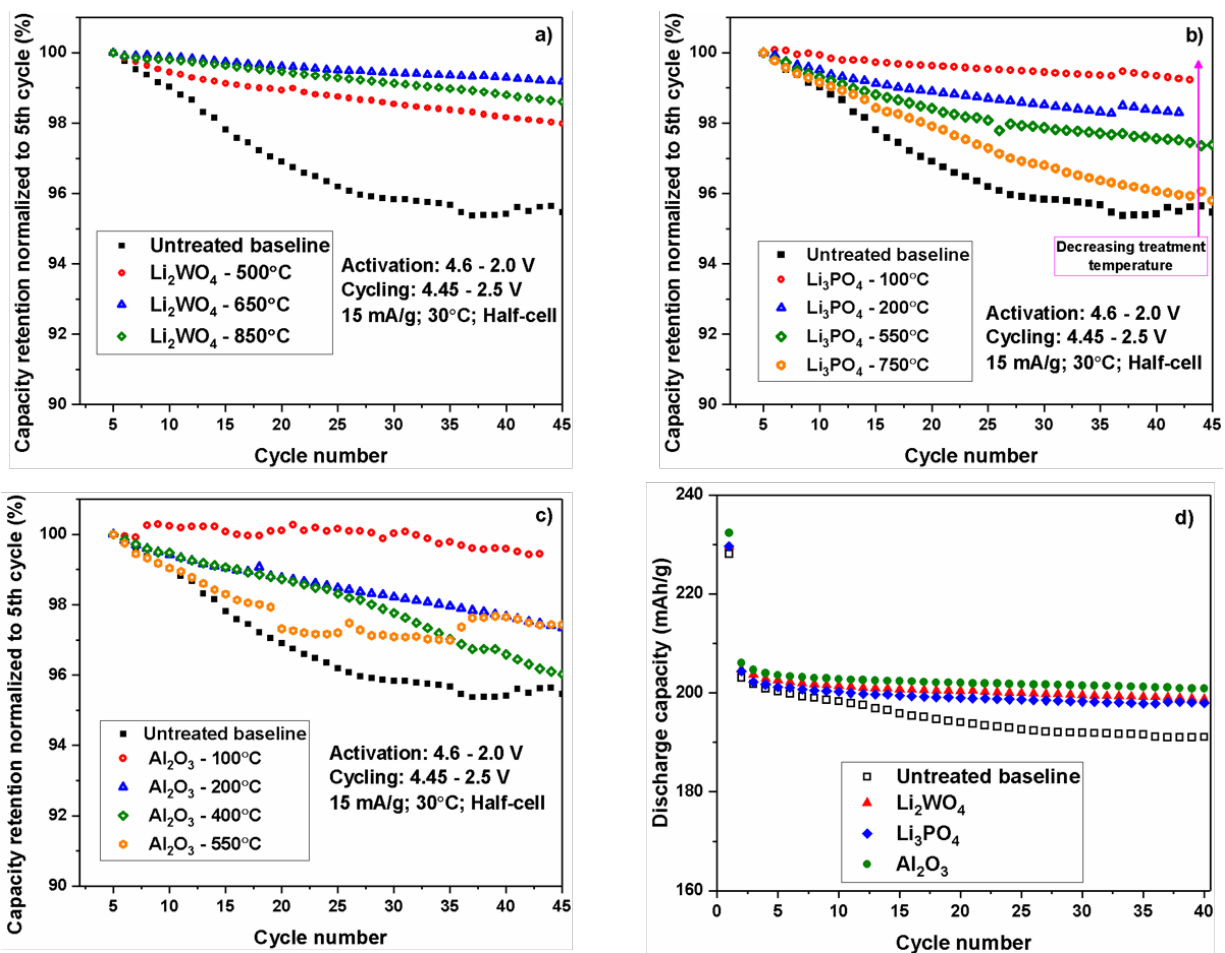 a)
Capacity retention normalized to 5th cycle (%)
100
98
96
94
92
90
Untreated baseline
Li₂WO₄ - 500°C
Li₂WO₄ - 650°C
Li₂WO₄ - 850°C
Activation: 4.6 - 2.0 V
Cycling: 4.45 - 2.5 V
15 mA/g; 30°C; Half-cell
5 10 15 20 25 30 35 40 45
Cycle number
b)
Capacity retention normalized to 5th cycle (%)
100
98
96
94
92
90
Decreasing treatment
temperature
Untreated baseline
Li₃PO₄ - 100°C
Li₃PO₄ - 200°C
Li₃PO₄ - 550°C
Li₃PO₄ - 750°C
Activation: 4.6 - 2.0 V
Cycling: 4.45 - 2.5 V
15 mA/g; 30°C; Half-cell
5 10 15 20 25 30 35 40 45
Cycle number
c)
Capacity retention normalized to 5th cycle (%)
100
98
96
94
92
90
Untreated baseline
Al₂O₃ - 100°C
Al₂O₃ - 200°C
Al₂O₃ - 400°C
Al₂O₃ - 550°C
Activation: 4.6 - 2.0 V
Cycling: 4.45 - 2.5 V
15 mA/g; 30°C; Half-cell
5 10 15 20 25 30 35 40 45
Cycle number
d)
Discharge capacity (mAh/g)
240
220
200
180
160
Untreated baseline
Li₂WO₄
Li₃PO₄
Al₂O₃
0 5 10 15 20 25 30 35 40
Cycle number